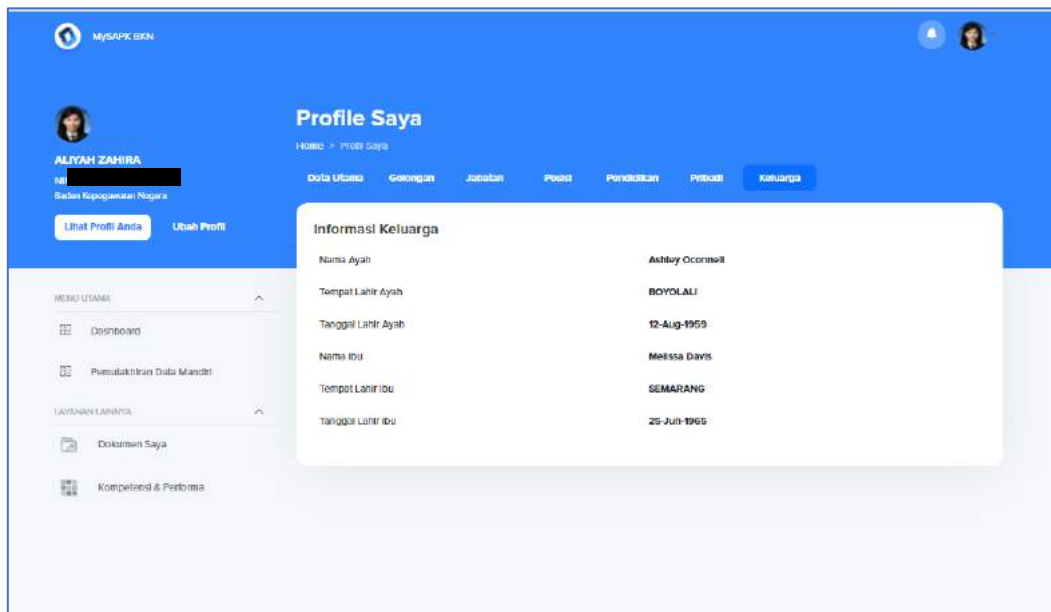 MySAPK BKN
Profile Saya
Home > Profil Saya
ALIYAH ZAHIRA
NI
Badan Kepegawaian Negara
Data Utama Golongan Jabatan Posisi Pendidikan Pribadi Keluarga
Lihat Profil Anda Ubah Profil
Informasi Keluarga
Nama Ayah Ashley Oconnell
Tempat Lahir Ayah BOYOLALI
Tanggal Lahir Ayah 12-Aug-1959
Nama Ibu Melissa Davis
Tempat Lahir Ibu SEMARANG
Tanggal Lahir Ibu 25-Jun-1965
MENU UTAMA
Dashboard
Pemutakhiran Data Mandiri
LAYANAN LAINNYA
Dokumen Saya
Kompetensi & Performa